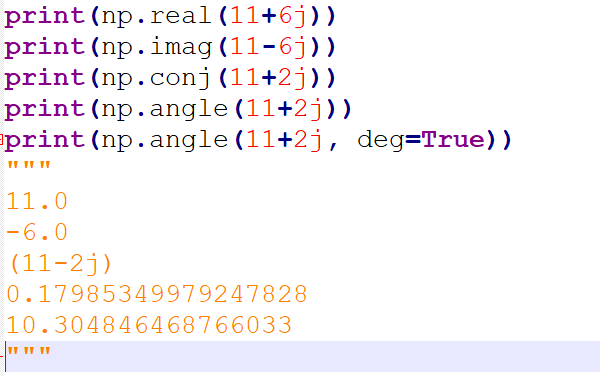 print(np.real(11+6j))
print(np.imag(11-6j))
print(np.conj(11+2j))
print(np.angle(11+2j))
print(np.angle(11+2j, deg=True))
"""
11.0
-6.0
(11-2j)
0.17985349979247828
10.304846468766033
"""